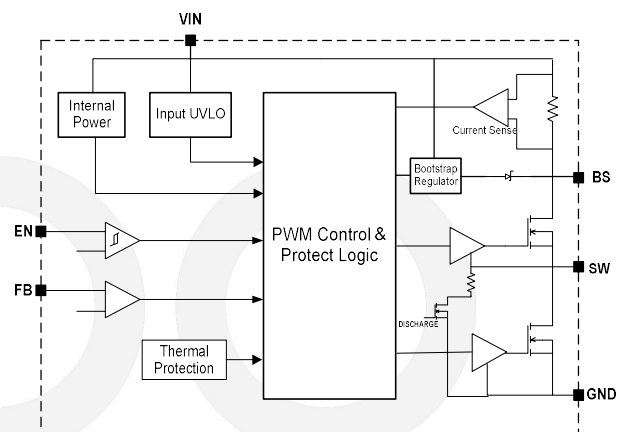 VIN
Internal
Power
Input UVLO
Current Sense
Bootstrap
Regulator
BS
EN
PWM Control &
Protect Logic
SW
FB
DISCHARGE
Thermal
Protection
GND